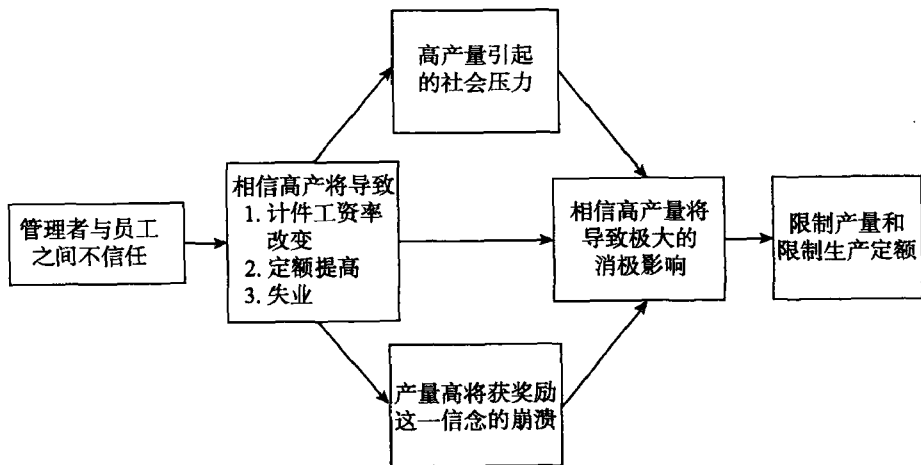 高产量引起
的社会压力
管理者与员工
之间不信任
相信高产将导致
1. 计件工资率
改变
2. 定额提高
3. 失业
相信高产量将
导致极大的
消极影响
限制产量和
限制生产定额
产量高将获奖励
这一信念的崩溃